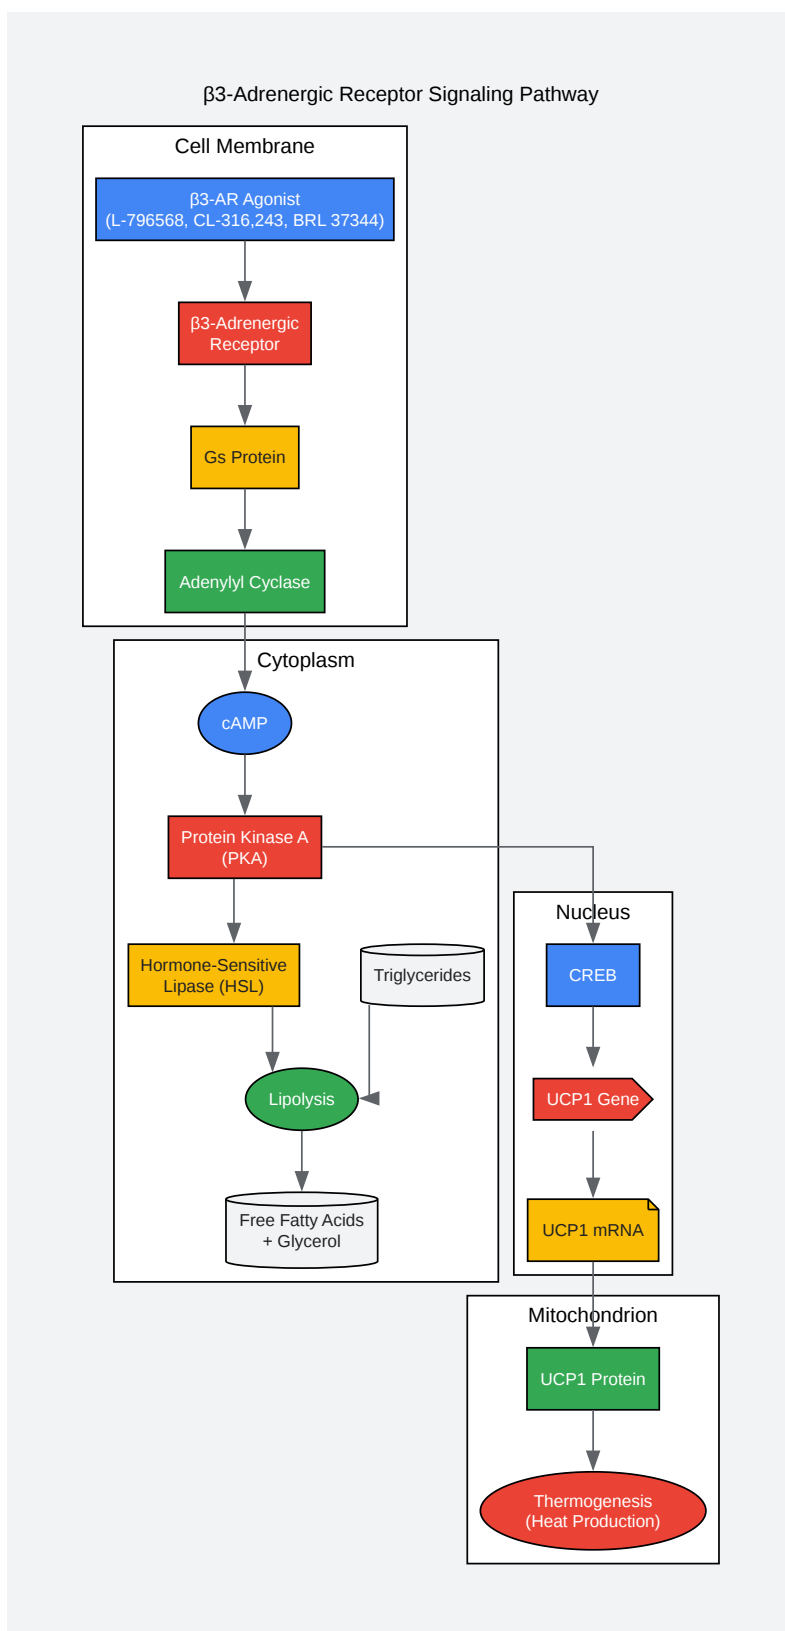 β3-Adrenergic Receptor Signaling Pathway
Cell Membrane
β3-AR Agonist
(L-796568, CL-316,243, BRL 37344)
β3-Adrenergic
Receptor
Gs Protein
Adenylyl Cyclase
Cytoplasm
cAMP
Protein Kinase A
(PKA)
Hormone-Sensitive
Lipase (HSL)
Triglycerides
Lipolysis
Free Fatty Acids
+ Glycerol
Nucleus
CREB
UCP1 Gene
UCP1 mRNA
Mitochondrion
UCP1 Protein
Thermogenesis
(Heat Production)